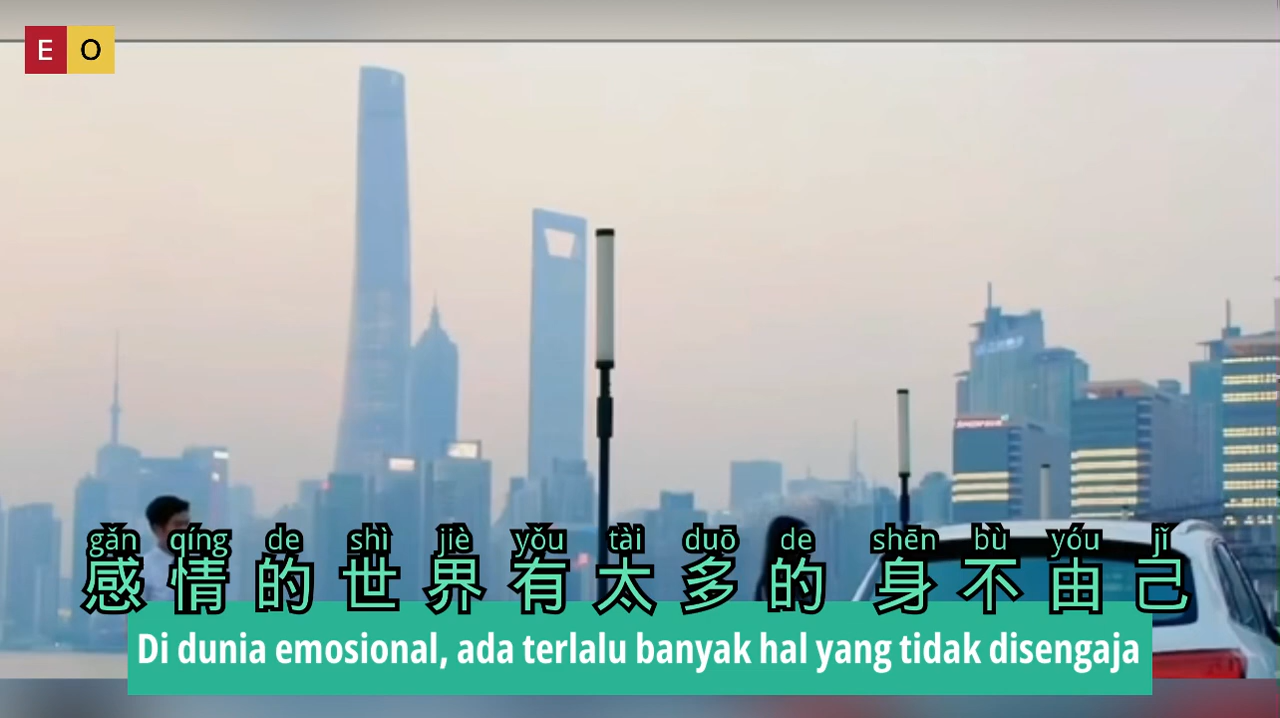 E O
gǎn qíng de shì jiè yǒu tài duō de shēn bù yóu jǐ
感情的世界有太多的 身不由己
Di dunia emosional, ada terlalu banyak hal yang tidak disengaja